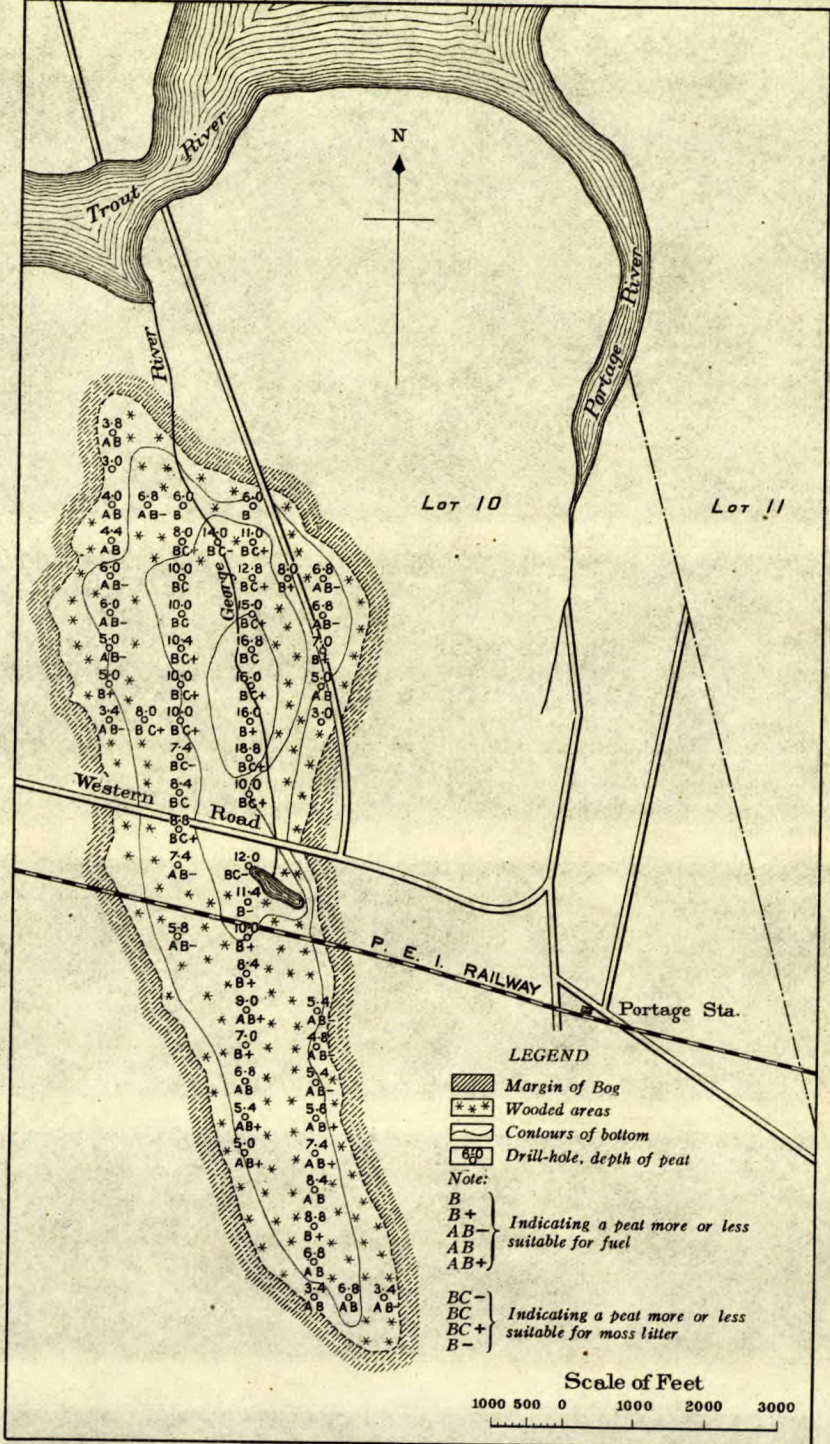 Trout River
N
River
Portage River
LOT 10
LOT 11
3·8
AB
3·0
4·0 6·8 6·0 6·0
AB AB- B B
4·4 8·0 14·0 11·0
AB BC+ BC- BC+
6·0 10·0 12·8 8·0 6·8
AB- BC BC+ B+ AB-
George
6·0 10·0 15·0 6·8
AB- BC BC+ AB-
5·0 10·4 16·8 7·0
AB- BC+ BC B+
5·0 10·0 16·0 5·0
B+ BC+ BC+ AB
3·4 8·0 10·0 16·0 3·0
AB- BC+ BC+ B+
7·4 18·8
BC- BC+
8·4 10·0
BC BC+
Western Road
8·8
BC+
7·4 12·0
AB- BC-
11·4
B-
5·8 10·0
AB- B+
P. E. I. RAILWAY
8·4
B+
9·0 5·4
AB+ AB-
Portage Sta.
7·0 4·8
B+ AB-
6·8 5·4
AB AB-
5·4 5·8
AB+ AB+
5·0 7·4
AB+ AB+
8·4
AB
8·8
B+
6·8
AB
3·4 6·8 3·4
AB AB AB-
LEGEND
Margin of Bog
Wooded areas
Contours of bottom
6·0 Drill-hole, depth of peat
Note:
B
B+
AB-
AB
AB+
Indicating a peat more or less
suitable for fuel
BC-
BC
BC+
B-
Indicating a peat more or less
suitable for moss litter
Scale of Feet
1000 500 0 1000 2000 3000